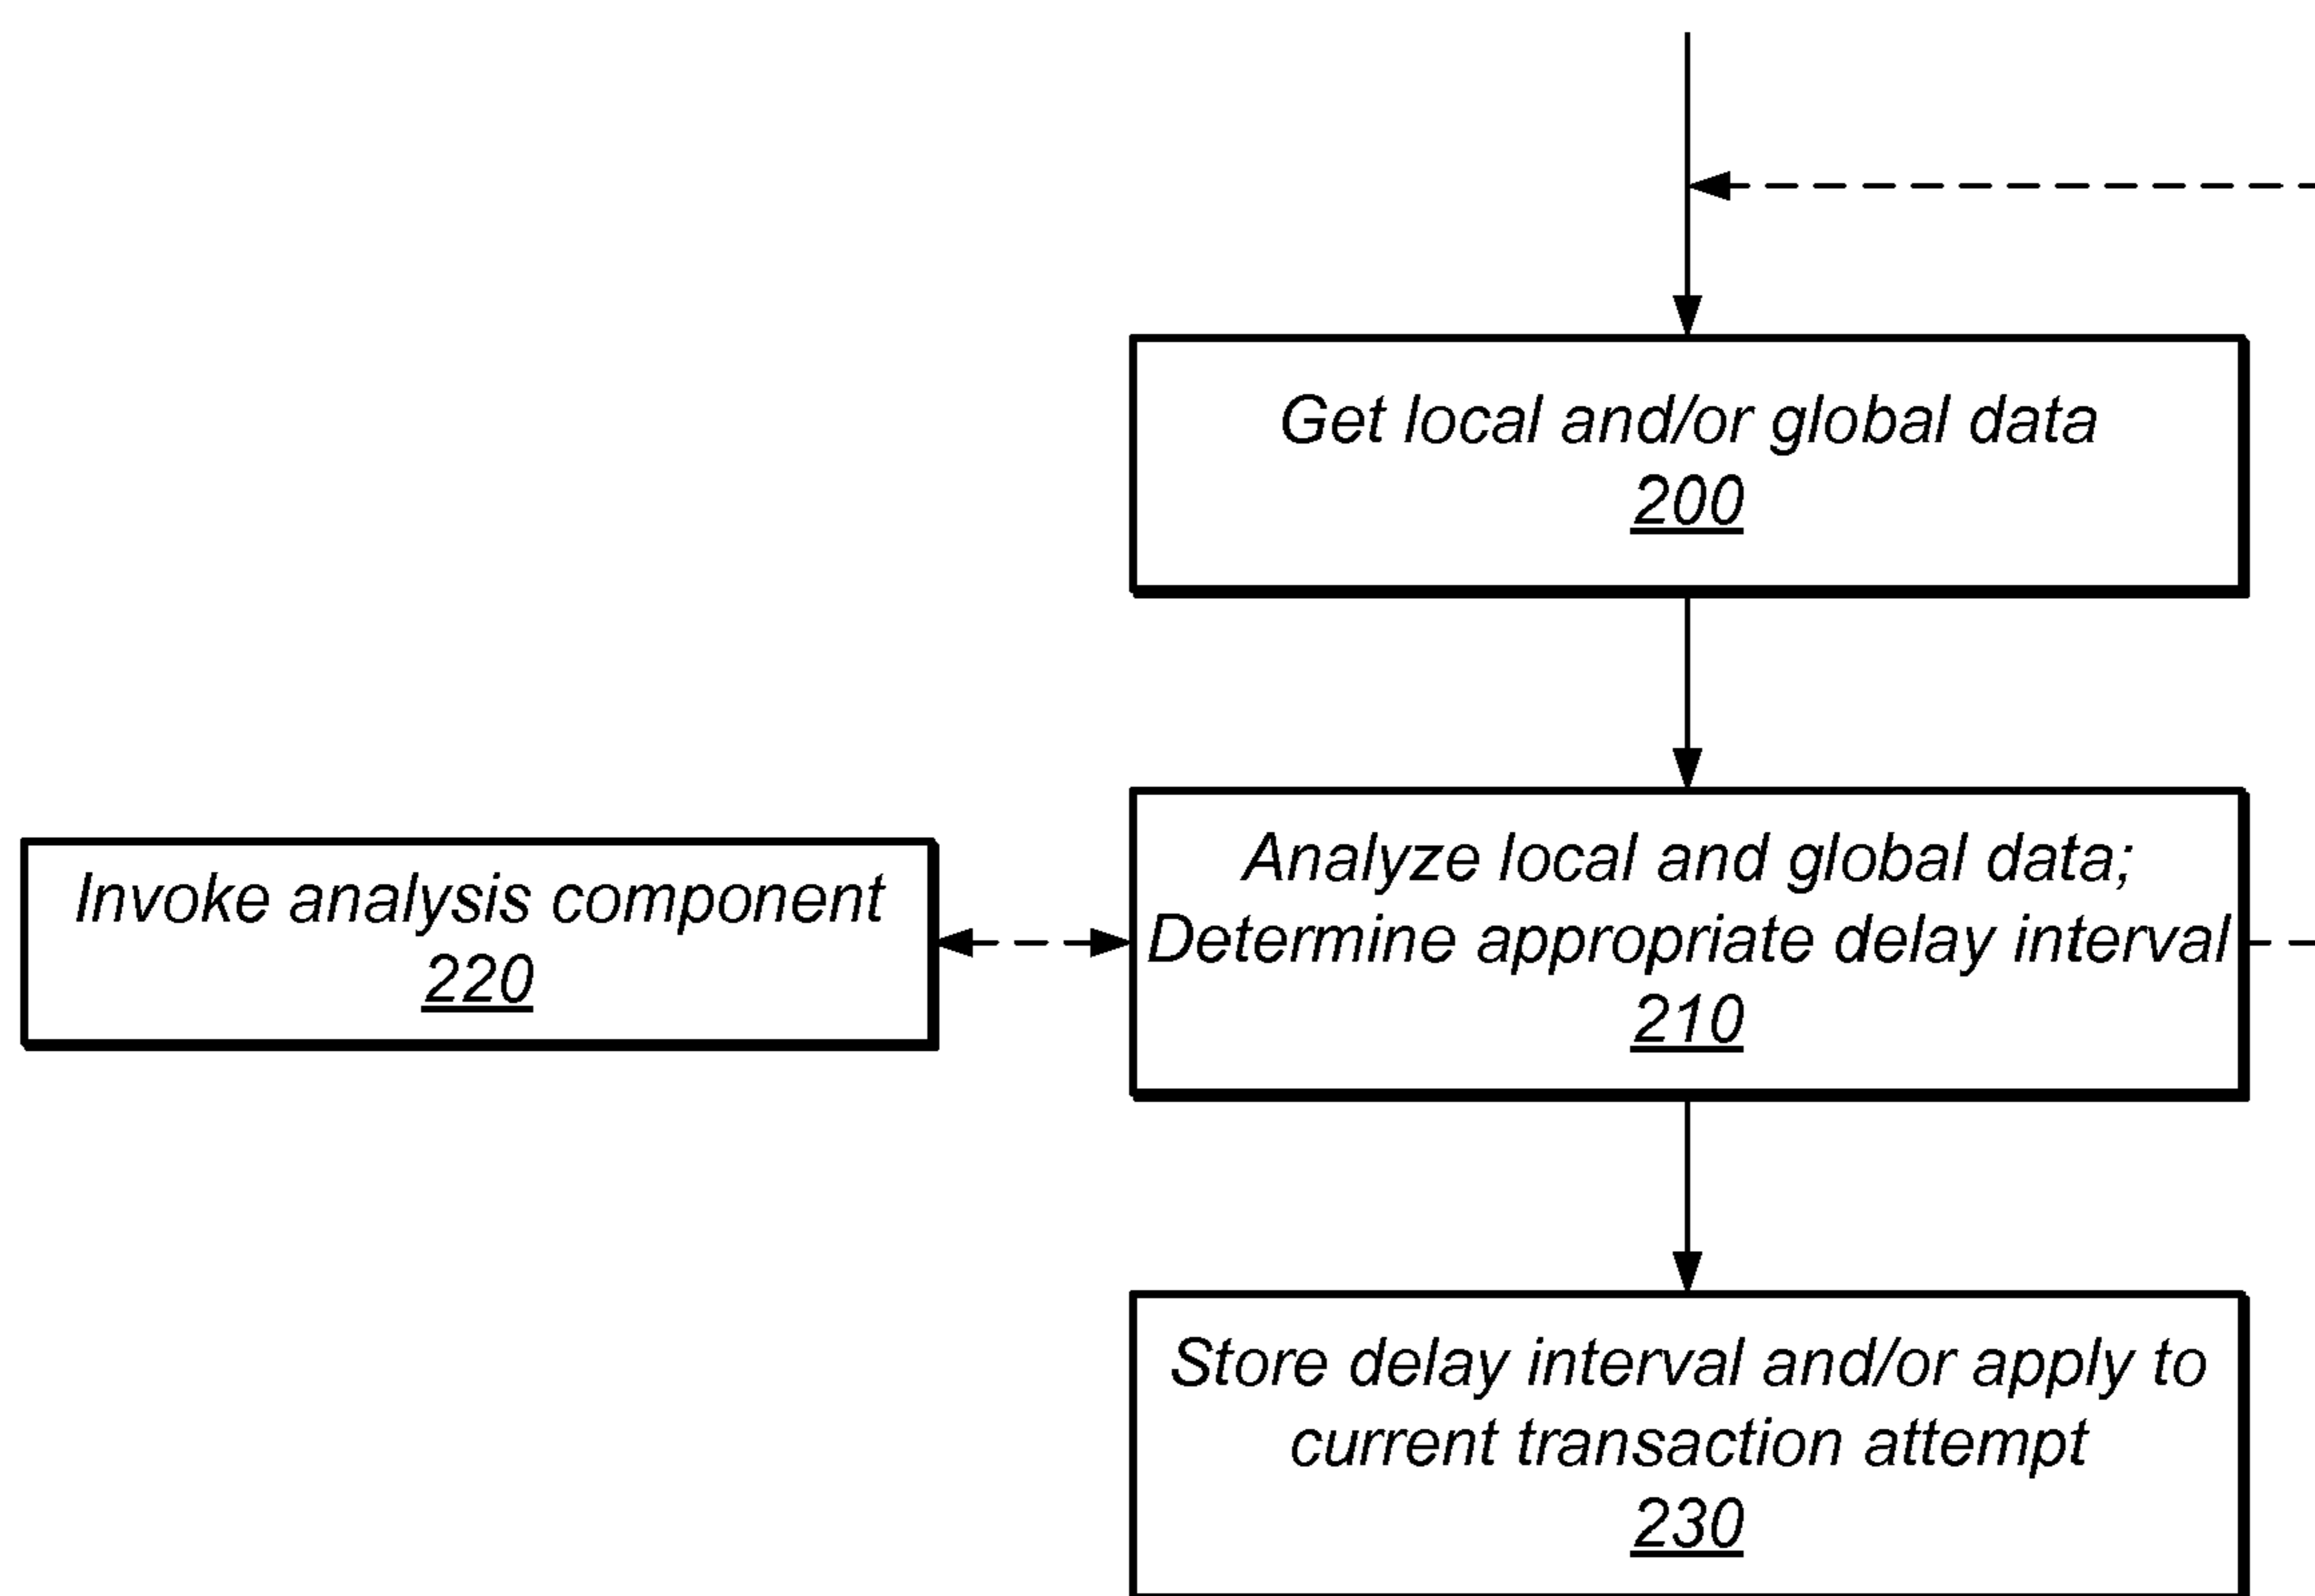 Get local and/or global data
200
Invoke analysis component
220
Analyze local and global data;
Determine appropriate delay interval
210
Store delay interval and/or apply to
current transaction attempt
230